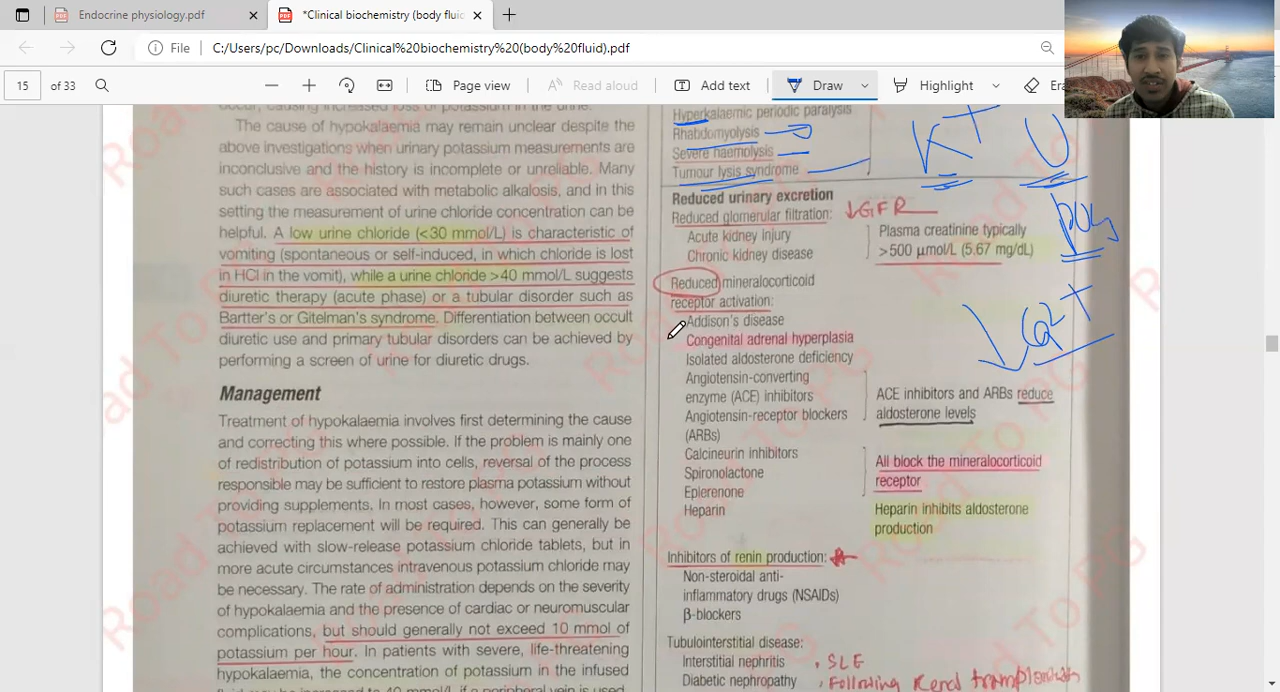 Endocrine physiology.pdf
*Clinical biochemistry (body flui
File
C:/Users/pc/Downloads/Clinical%20biochemistry%20(body%20fluid).pdf
15
of 33
Page view
Read aloud
Add text
Draw
Highlight
Era
occur, causing increased loss of potassium in the urine.
The cause of hypokalaemia may remain unclear despite the
above investigations when urinary potassium measurements are
inconclusive and the history is incomplete or unreliable. Many
such cases are associated with metabolic alkalosis, and in this
setting the measurement of urine chloride concentration can be
helpful. A low urine chloride (<30 mmol/L) is characteristic of
vomiting (spontaneous or self-induced, in which chloride is lost
in HCl in the vomit), while a urine chloride >40 mmol/L suggests
diuretic therapy (acute phase) or a tubular disorder such as
Bartter's or Gitelman's syndrome. Differentiation between occult
diuretic use and primary tubular disorders can be achieved by
performing a screen of urine for diuretic drugs.
Management
Treatment of hypokalaemia involves first determining the cause
and correcting this where possible. If the problem is mainly one
of redistribution of potassium into cells, reversal of the process
responsible may be sufficient to restore plasma potassium without
providing supplements. In most cases, however, some form of
potassium replacement will be required. This can generally be
achieved with slow-release potassium chloride tablets, but in
more acute circumstances intravenous potassium chloride may
be necessary. The rate of administration depends on the severity
of hypokalaemia and the presence of cardiac or neuromuscular
complications, but should generally not exceed 10 mmol of
potassium per hour. In patients with severe, life-threatening
hypokalaemia, the concentration of potassium in the infused
Hyperkalaemic periodic paralysis
Rhabdomyolysis
Severe haemolysis
Tumour lysis syndrome
K+ U
PO4
↓Ca2+
Reduced urinary excretion
Reduced glomerular filtration: ↓GFR
Acute kidney injury
Chronic kidney disease
Plasma creatinine typically
>500 µmol/L (5.67 mg/dL)
Reduced mineralocorticoid
receptor activation:
Addison's disease
Congenital adrenal hyperplasia
Isolated aldosterone deficiency
Angiotensin-converting
enzyme (ACE) inhibitors
Angiotensin-receptor blockers
(ARBs)
ACE inhibitors and ARBs reduce
aldosterone levels
Calcineurin inhibitors
Spironolactone
Eplerenone
Heparin
All block the mineralocorticoid
receptor
Heparin inhibits aldosterone
production
Inhibitors of renin production:
Non-steroidal anti-
inflammatory drugs (NSAIDs)
β-blockers
Tubulointerstitial disease:
Interstitial nephritis . SLE
Diabetic nephropathy . Following
Road To PG